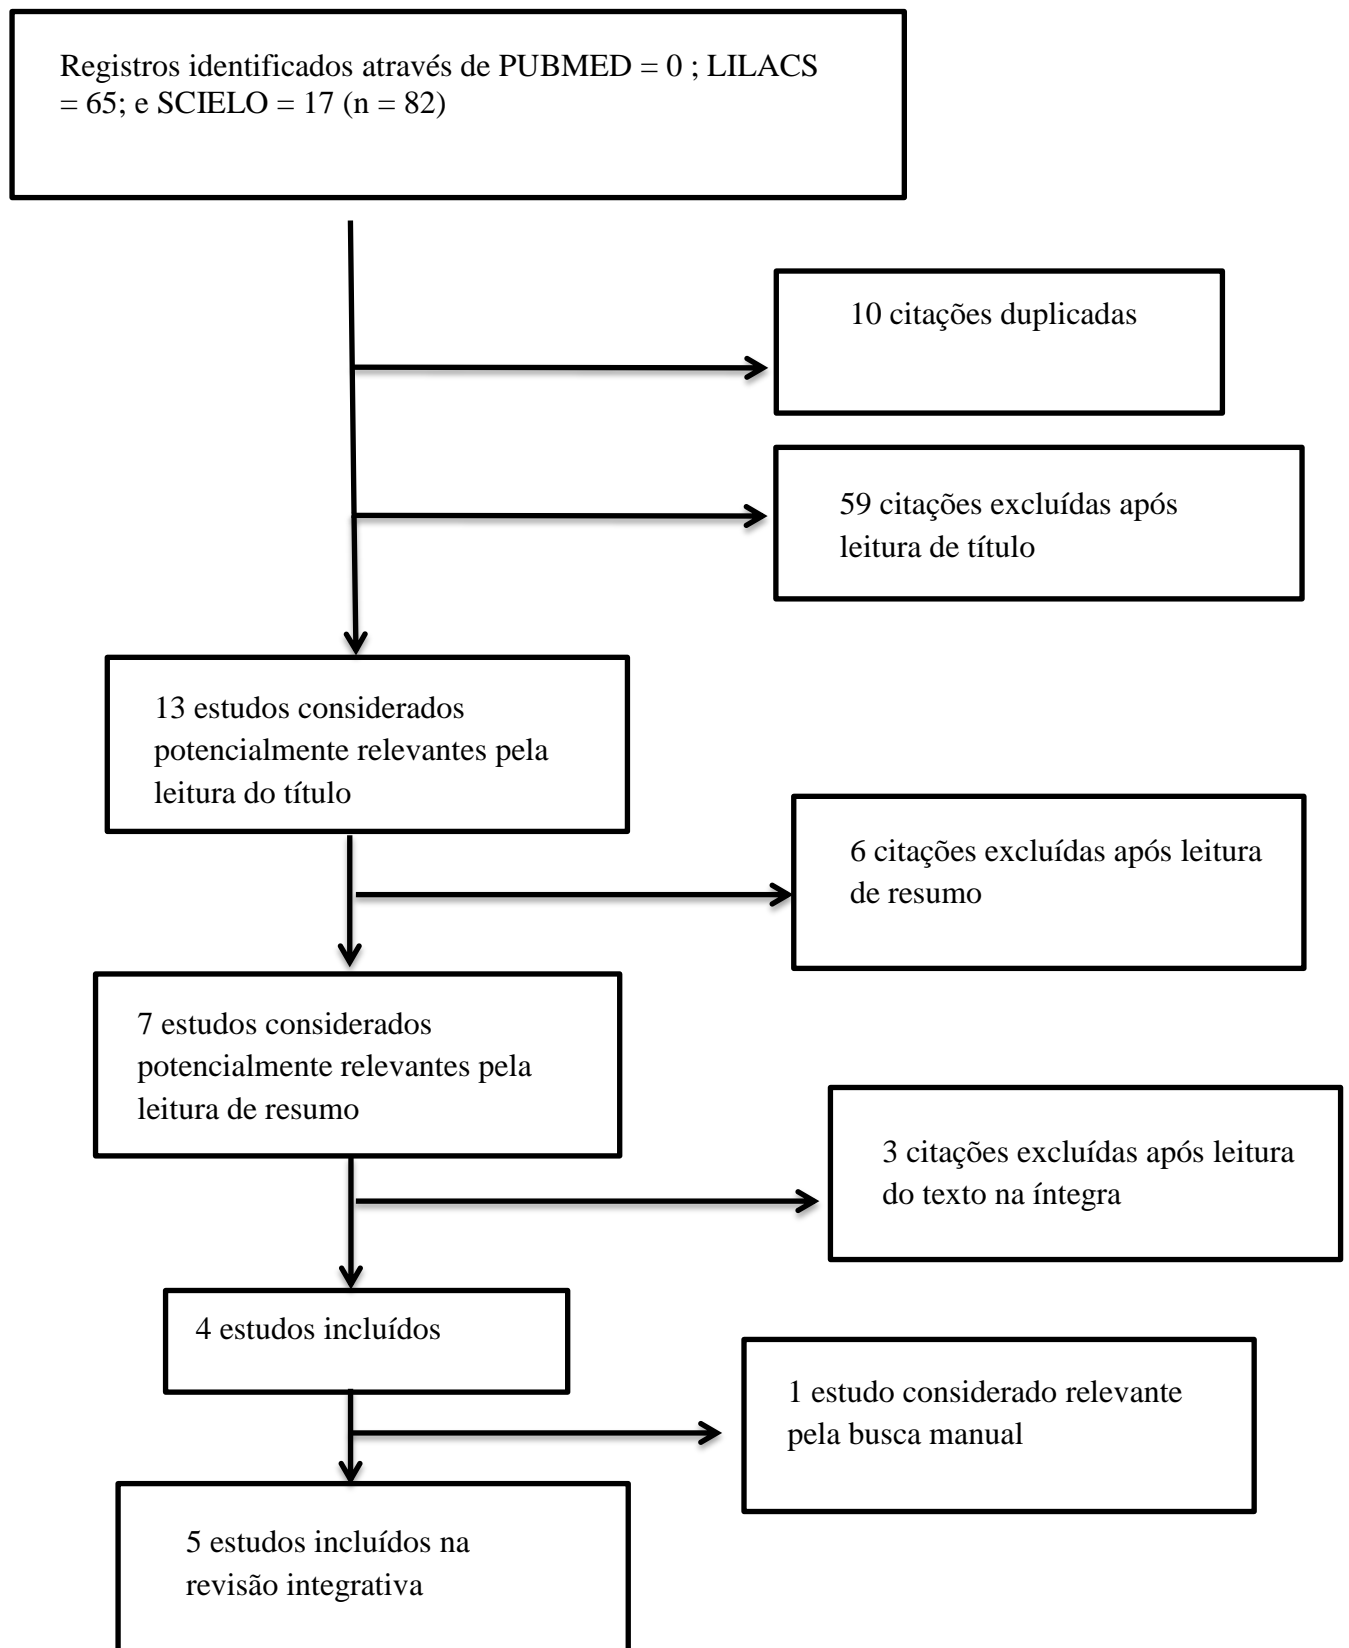 Registros identificados através de PUBMED = 0 ; LILACS
= 65; e SCIELO = 17 (n = 82)
10 citações duplicadas
59 citações excluídas após
leitura de título
13 estudos considerados
potencialmente relevantes pela
leitura do título
6 citações excluídas após leitura
de resumo
7 estudos considerados
potencialmente relevantes pela
leitura de resumo
3 citações excluídas após leitura
do texto na íntegra
4 estudos incluídos
1 estudo considerado relevante
pela busca manual
5 estudos incluídos na
revisão integrativa